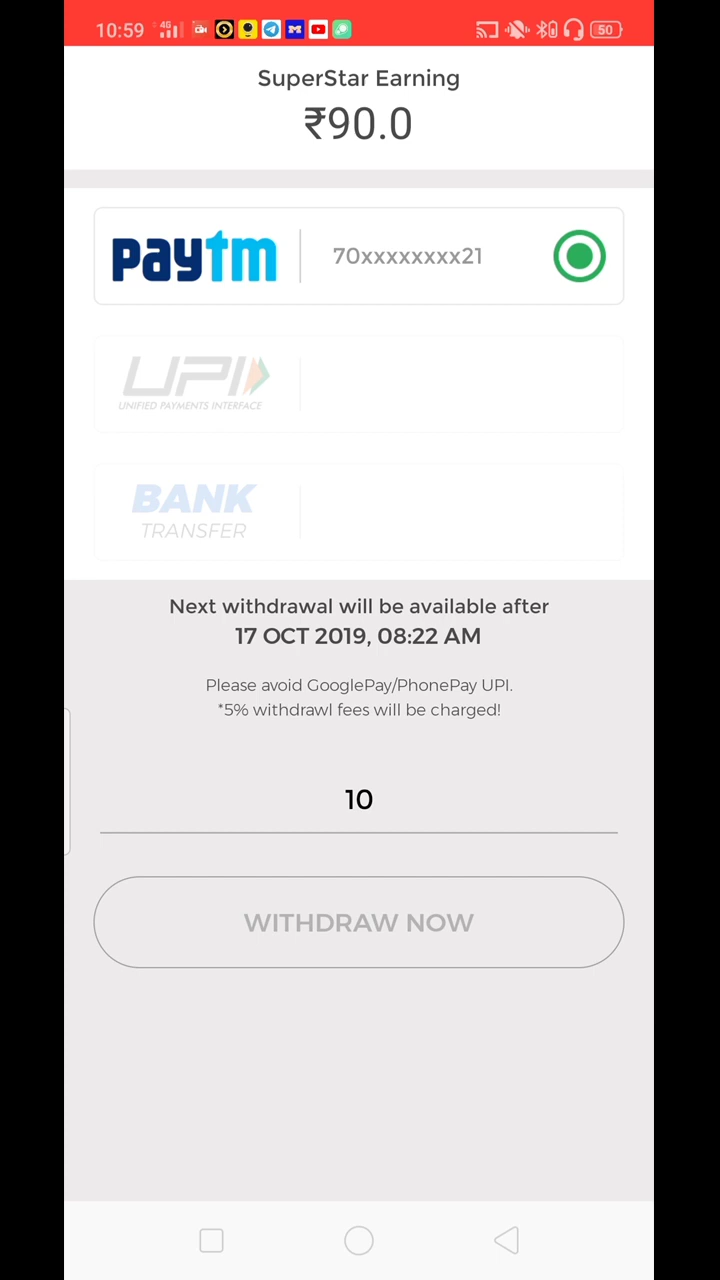 10:59 4G 50
SuperStar Earning
₹90.0
paytm 70xxxxxxxx21
UPI
UNIFIED PAYMENTS INTERFACE
BANK
TRANSFER
Next withdrawal will be available after
17 OCT 2019, 08:22 AM
Please avoid GooglePay/PhonePay UPI.
*5% withdrawl fees will be charged!
10
WITHDRAW NOW